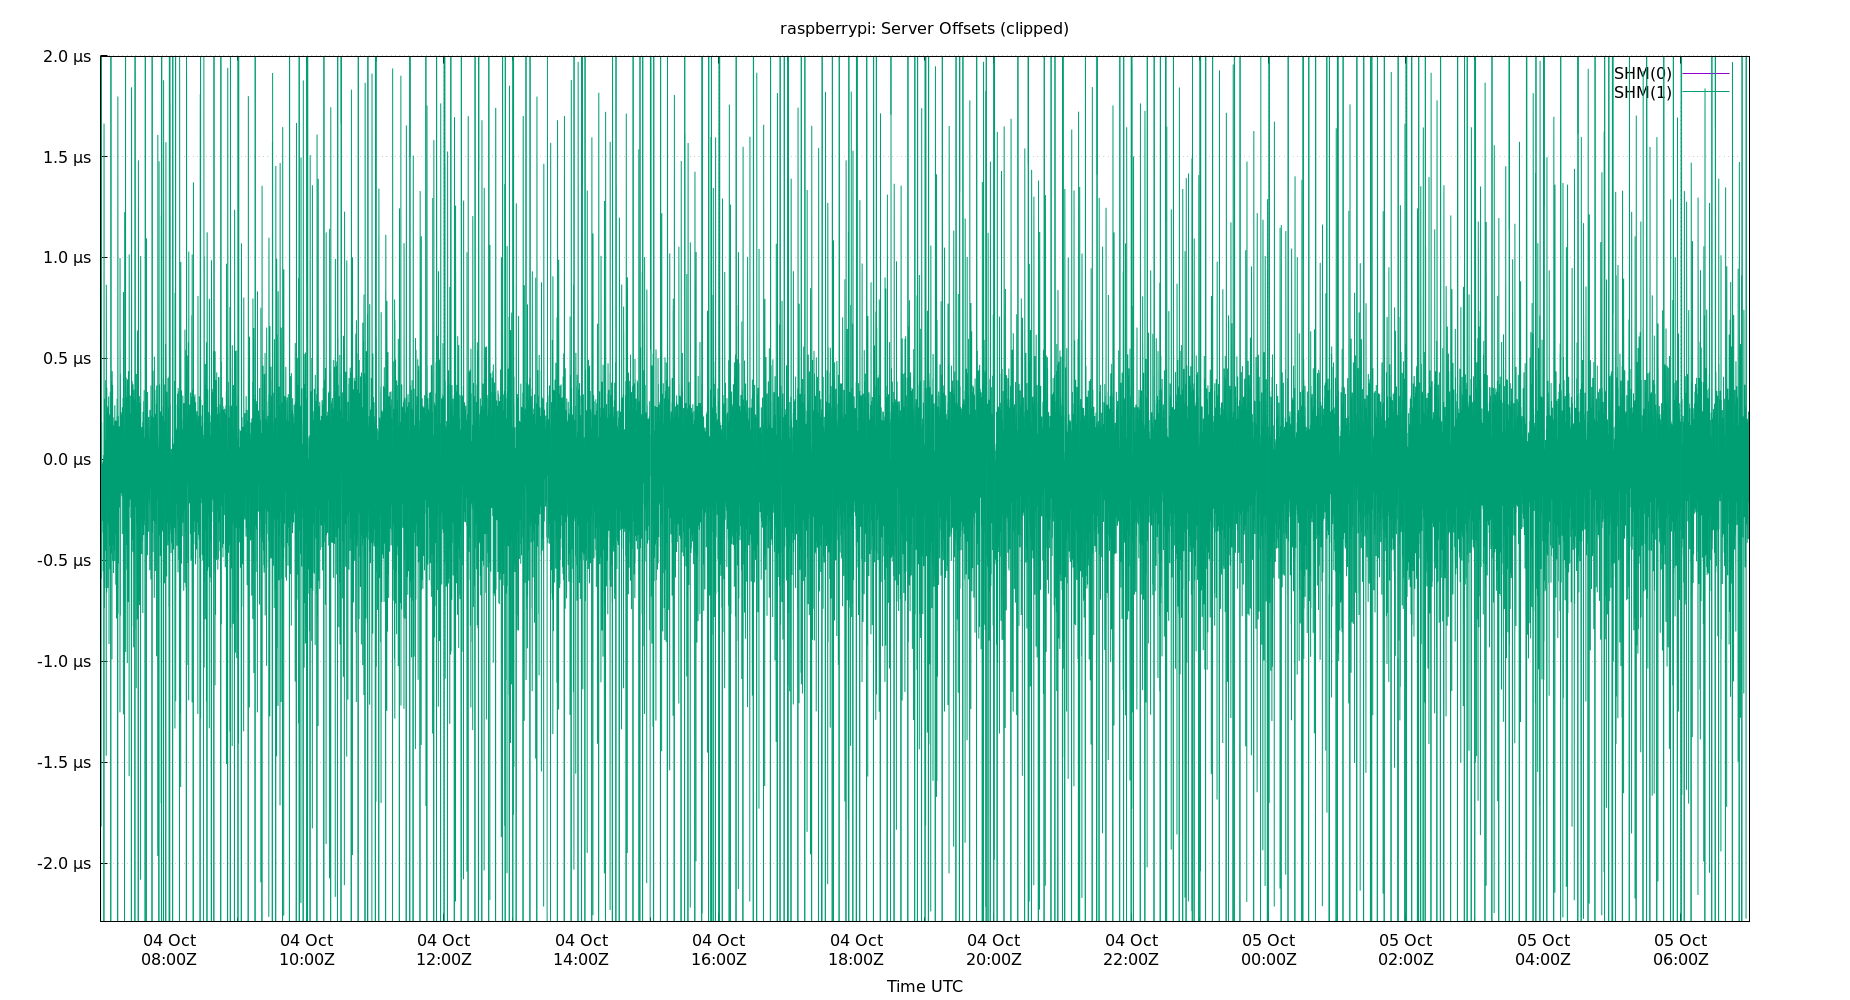 raspberrypi: Server Offsets (clipped)
2.0 µs
1.5 µs
1.0 µs
0.5 µs
0.0 µs
-0.5 µs
-1.0 µs
-1.5 µs
-2.0 µs
SHM(0)
SHM(1)
04 Oct 04 Oct 04 Oct 04 Oct 04 Oct 04 Oct 04 Oct 04 Oct 05 Oct 05 Oct 05 Oct 05 Oct
08:00Z 10:00Z 12:00Z 14:00Z 16:00Z 18:00Z 20:00Z 22:00Z 00:00Z 02:00Z 04:00Z 06:00Z
Time UTC